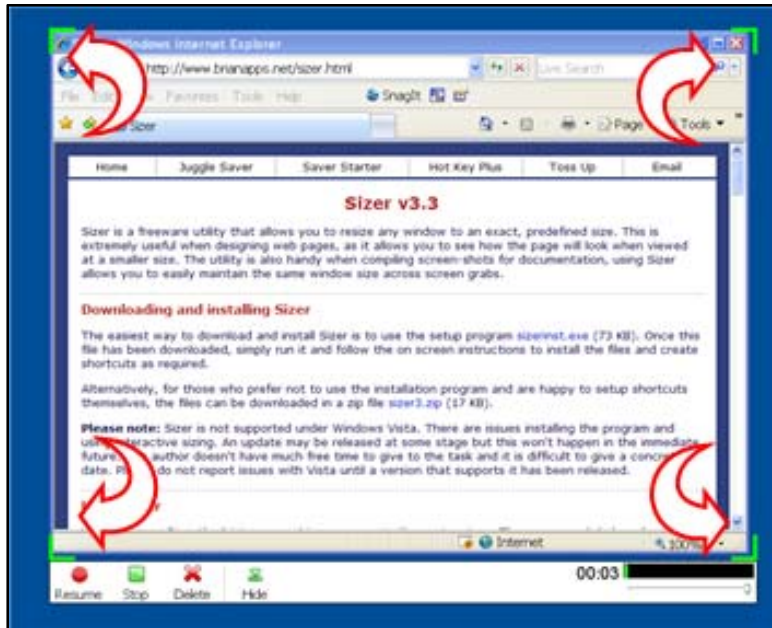 Windows Internet Explorer
http://www.brianapps.net/sizer.html Live Search
Favorites Tools Help SnagIt
Sizer Page Tools
Home Juggle Saver Saver Starter Hot Key Plus Toss Up Email
Sizer v3.3
Sizer is a freeware utility that allows you to resize any window to an exact, predefined size. This is
extremely useful when designing web pages, as it allows you to see how the page will look when viewed
at a smaller size. The utility is also handy when compiling screen-shots for documentation, using Sizer
allows you to easily maintain the same window size across screen grabs.
Downloading and installing Sizer
The easiest way to download and install Sizer is to use the setup program sizerinst.exe (73 KB). Once this
file has been downloaded, simply run it and follow the on screen instructions to install the files and create
shortcuts as required.
Alternatively, for those who prefer not to use the installation program and are happy to setup shortcuts
themselves, the files can be downloaded in a zip file sizer3.zip (17 KB).
Please note: Sizer is not supported under Windows Vista. There are issues installing the program and
interactive sizing. An update may be released at some stage but this won't happen in the immediate
future. author doesn't have much free time to give to the task and it is difficult to give a
date. do not report issues with Vista until a version that supports it has been released.
Internet 100%
Resume Stop Delete Hide 00:03